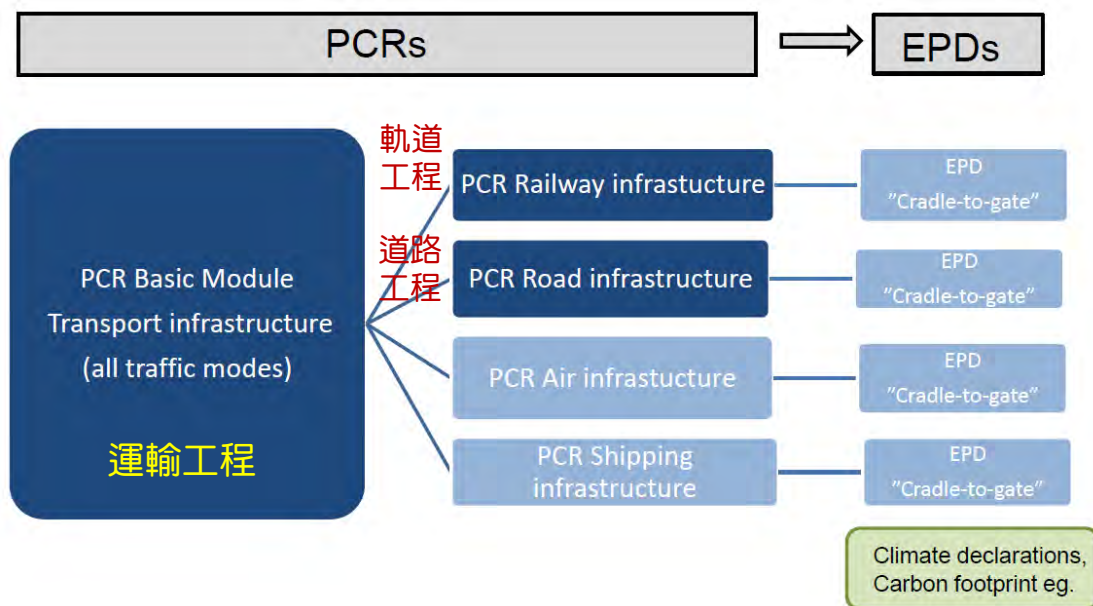 PCRs
EPDs
PCR Basic Module
Transport infrastructure
(all traffic modes)
運輸工程
軌道
工程
PCR Railway infrastucture
EPD
"Cradle-to-gate"
道路
工程
PCR Road infrastructure
EPD
"Cradle-to-gate"
PCR Air infrastucture
EPD
"Cradle-to-gate"
PCR Shipping
infrastructure
EPD
"Cradle-to-gate"
Climate declarations,
Carbon footprint eg.